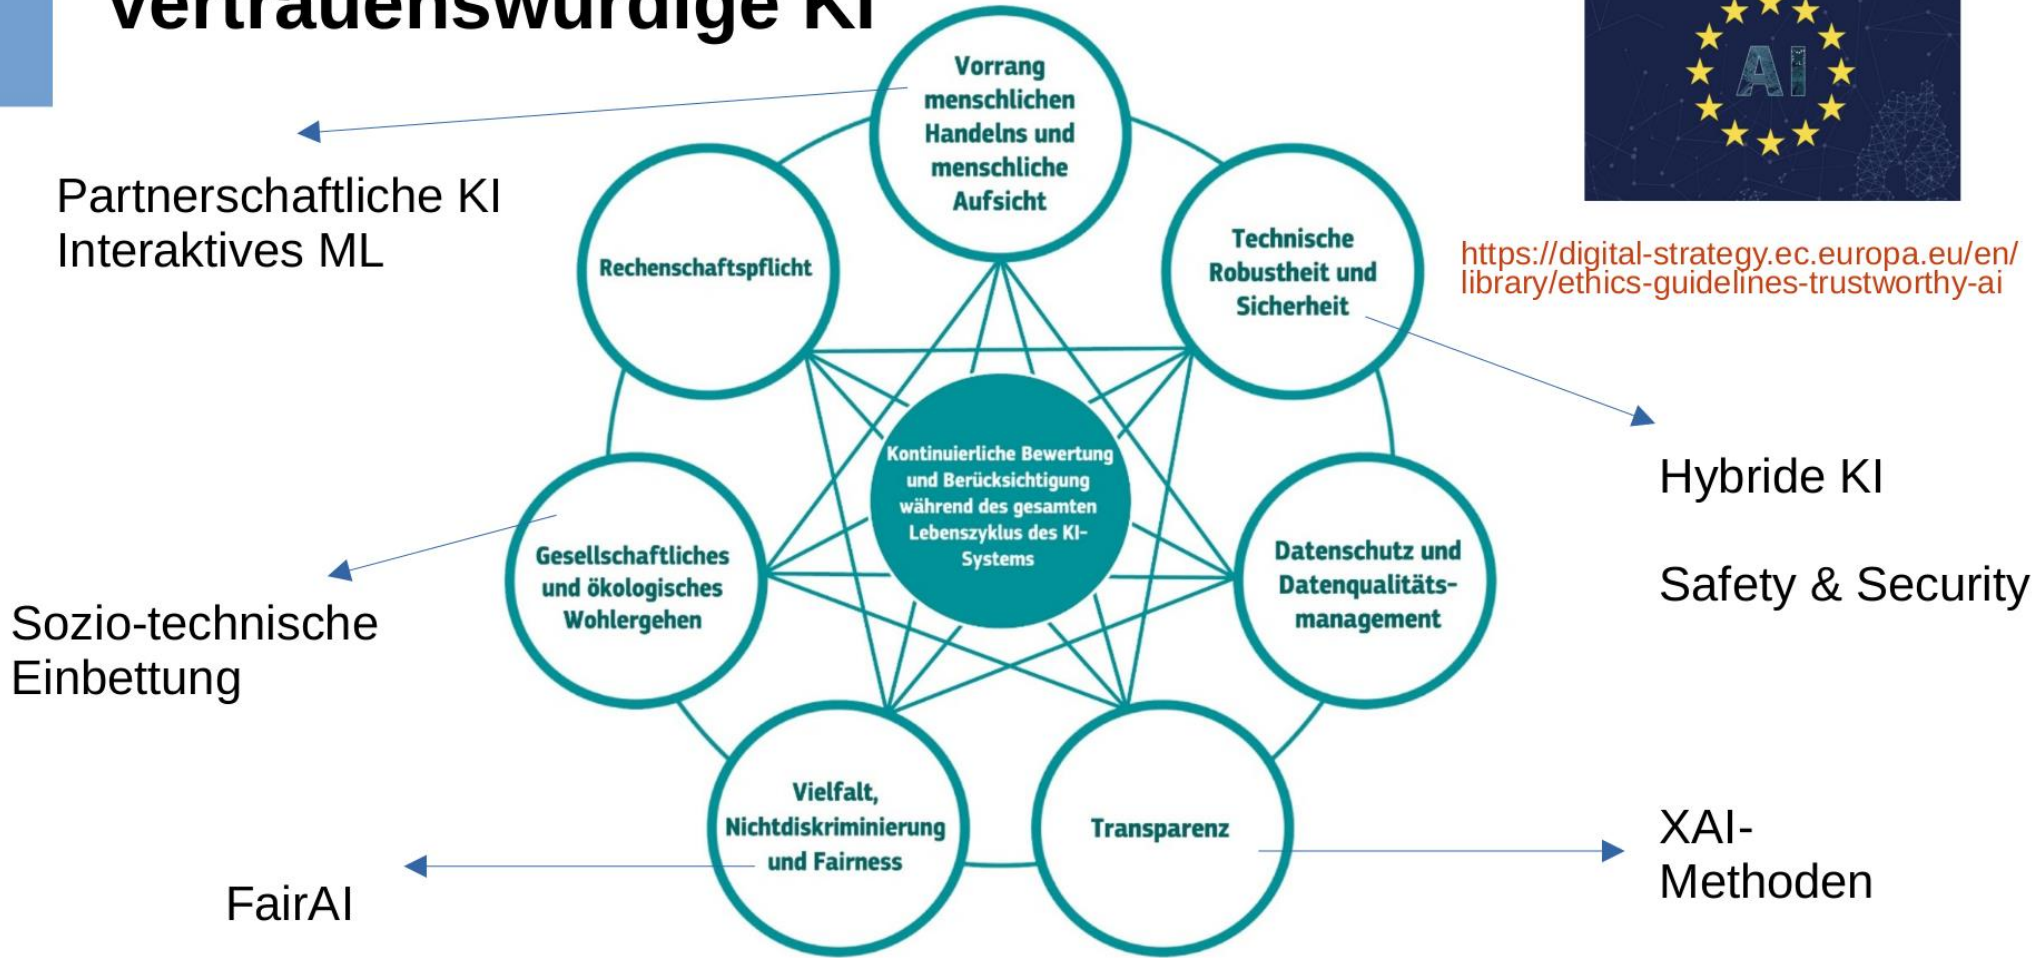 Vertrauenswürdige KI
Vorrang
menschlichen
Handelns und
menschliche
Aufsicht
AI
Partnerschaftliche KI
Interaktives ML
Rechenschaftspflicht
Technische
Robustheit und
Sicherheit
https://digital-strategy.ec.europa.eu/en/
library/ethics-guidelines-trustworthy-ai
Kontinuierliche Bewertung
und Berücksichtigung
während des gesamten
Lebenszyklus des KI-
Systems
Hybride KI
Safety & Security
Gesellschaftliches
und ökologisches
Wohlergehen
Datenschutz und
Datenqualitäts-
management
Sozio-technische
Einbettung
Vielfalt,
Nichtdiskriminierung
und Fairness
Transparenz
XAI-
Methoden
FairAI